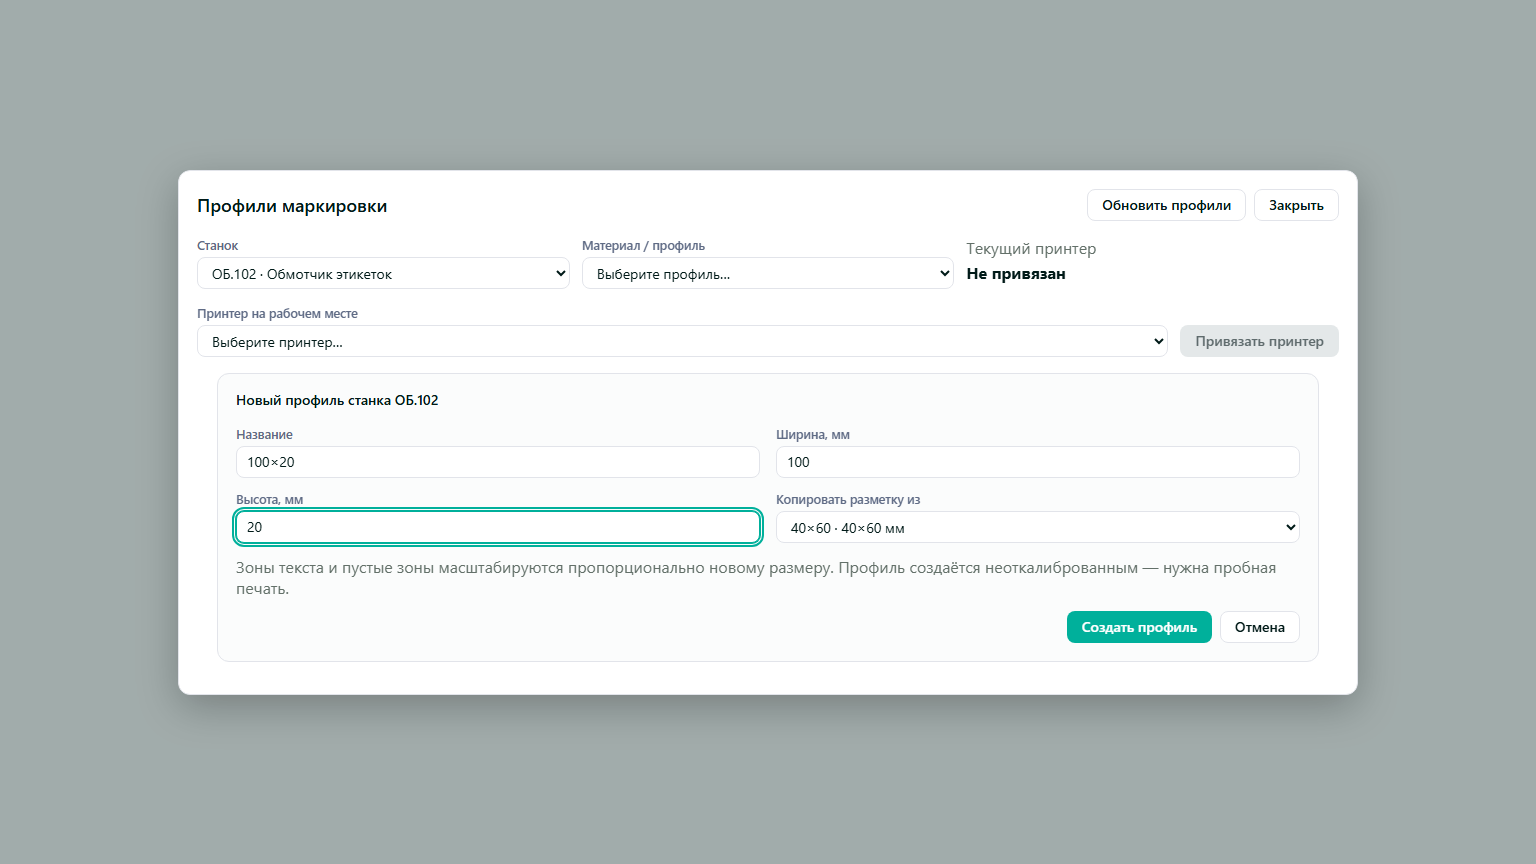 Профили маркировки
Обновить профили
Закрыть
Станок
Материал / профиль
Текущий принтер
ОБ.102 · Обмотчик этикеток
Выберите профиль...
Не привязан
Принтер на рабочем месте
Выберите принтер...
Привязать принтер
Новый профиль станка ОБ.102
Название
Ширина, мм
100×20
100
Высота, мм
Копировать разметку из
20
40×60 · 40×60 мм
Зоны текста и пустые зоны масштабируются пропорционально новому размеру. Профиль создаётся неоткалиброванным — нужна пробная
печать.
Создать профиль
Отмена